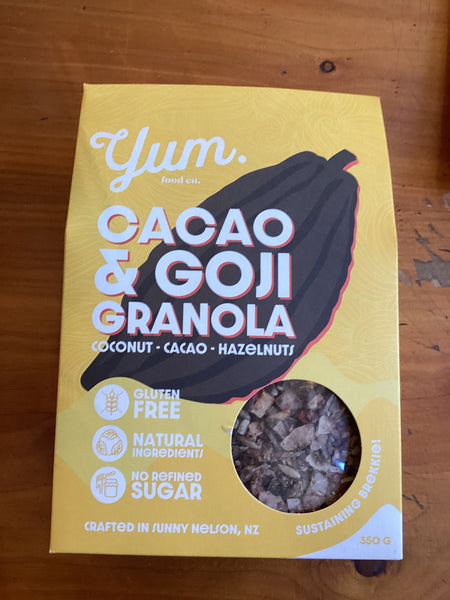 yum.
food co.
CACAO
& GOJI
GRANOLA
COCONUT - CACAO - HAZELNUTS
GLUTEN
FREE
NATURAL
INGREDIENTS
NO REFINED
SUGAR
CRAFTED IN SUNNY NELSON, NZ
SUSTAINING BREKKIE!
350 G